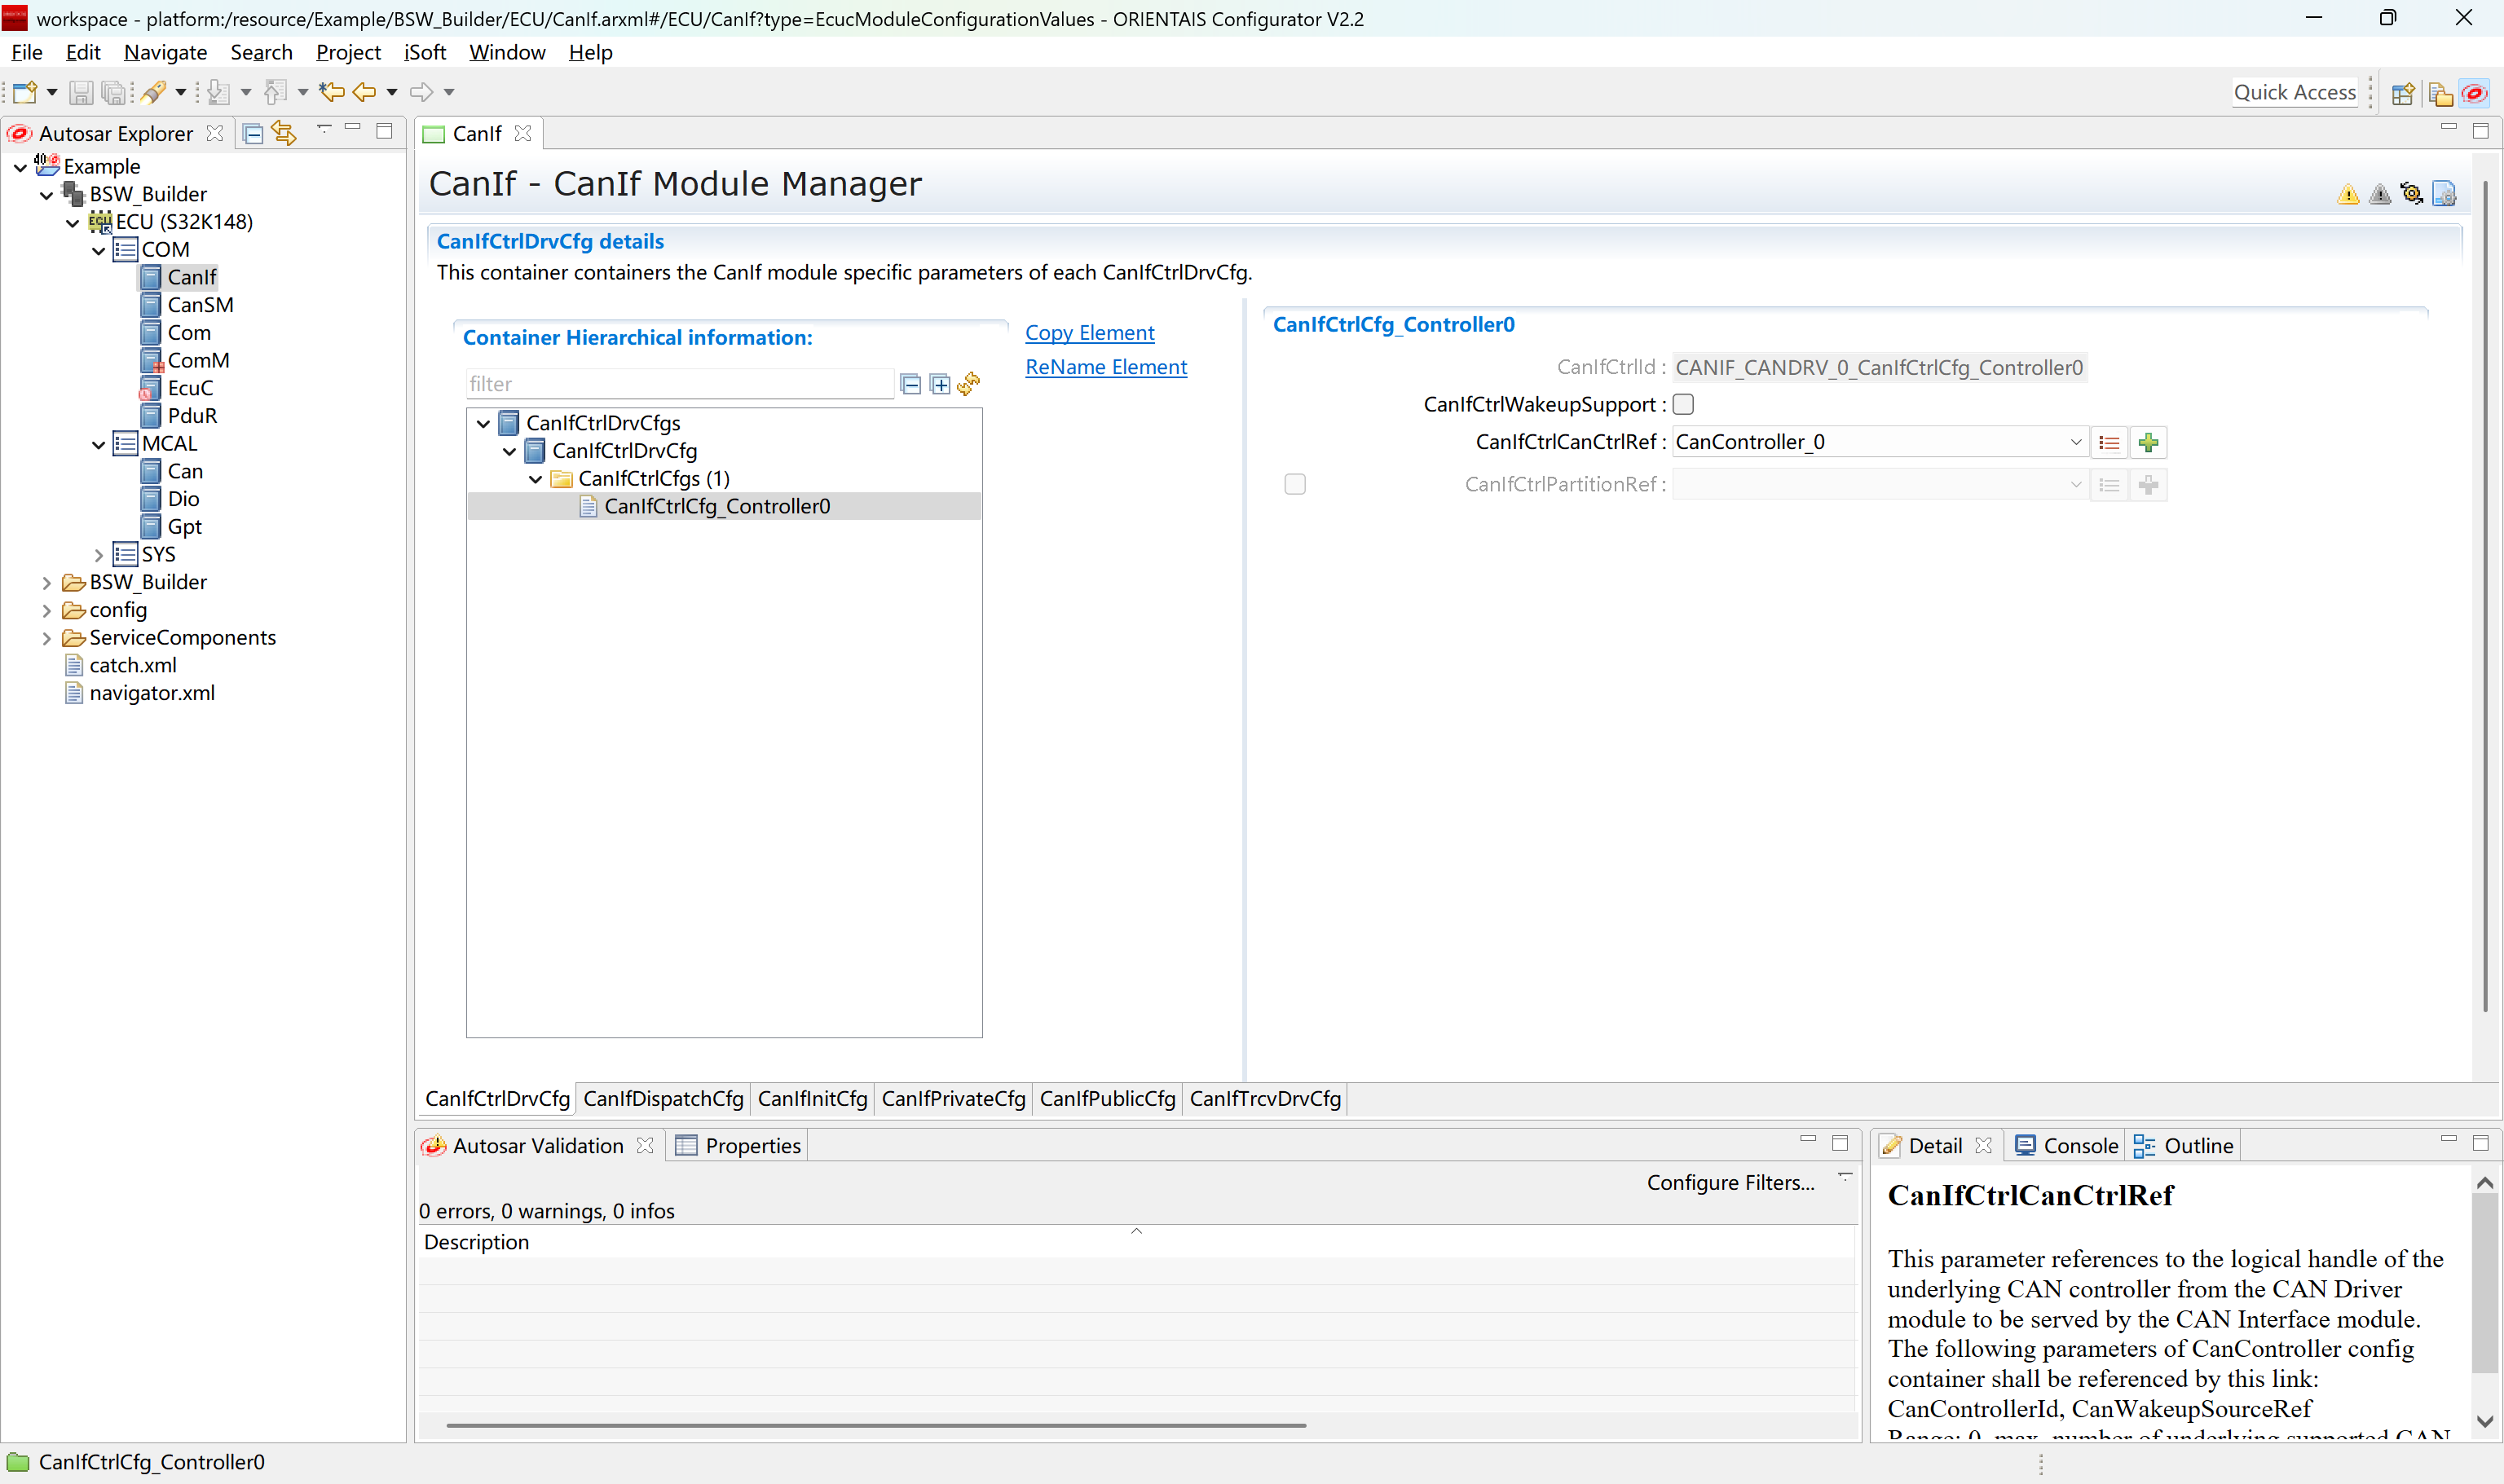 workspace - platform:/resource/Example/BSW_Builder/ECU/CanIf.arxml#/ECU/CanIf?type=EcucModuleConfigurationValues - ORIENTAIS Configurator V2.2
File Edit Navigate Search Project iSoft Window Help
Quick Access
Autosar Explorer
Example
BSW_Builder
ECU (S32K148)
COM
CanIf
CanSM
Com
ComM
EcuC
PduR
MCAL
Can
Dio
Gpt
SYS
BSW_Builder
config
ServiceComponents
catch.xml
navigator.xml
CanIf
CanIf - CanIf Module Manager
CanIfCtrlDrvCfg details
This container containers the CanIf module specific parameters of each CanIfCtrlDrvCfg.
Container Hierarchical information:
filter
CanIfCtrlDrvCfgs
CanIfCtrlDrvCfg
CanIfCtrlCfgs (1)
CanIfCtrlCfg_Controller0
Copy Element
ReName Element
CanIfCtrlCfg_Controller0
CanIfCtrlId : CANIF_CANDRV_0_CanIfCtrlCfg_Controller0
CanIfCtrlWakeupSupport :
CanIfCtrlCanCtrlRef : CanController_0
CanIfCtrlPartitionRef :
CanIfCtrlDrvCfg CanIfDispatchCfg CanIfInitCfg CanIfPrivateCfg CanIfPublicCfg CanIfTrcvDrvCfg
Autosar Validation Properties
Configure Filters...
0 errors, 0 warnings, 0 infos
Description
Detail Console Outline
CanIfCtrlCanCtrlRef
This parameter references to the logical handle of the
underlying CAN controller from the CAN Driver
module to be served by the CAN Interface module.
The following parameters of CanController config
container shall be referenced by this link:
CanControllerId, CanWakeupSourceRef
Range: 0..max. number of underlying supported CAN
CanIfCtrlCfg_Controller0